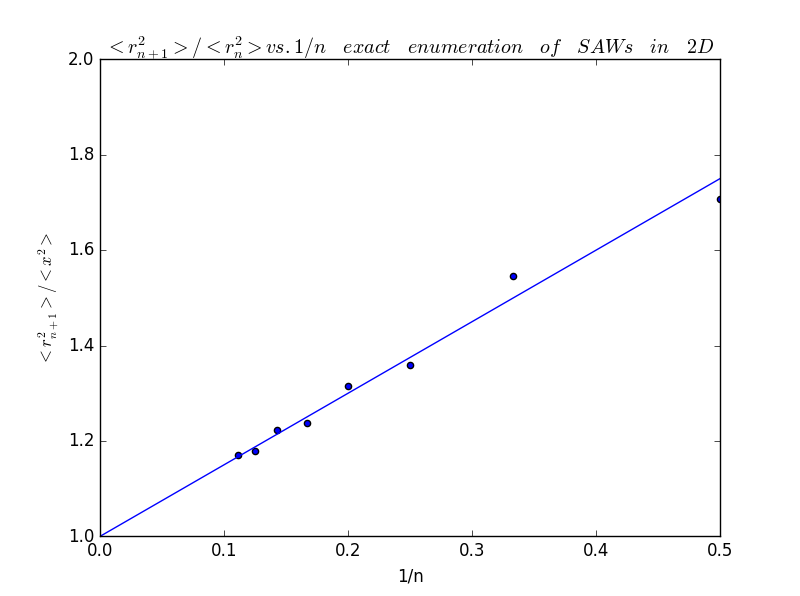 <r²ₙ₊₁>/<r²ₙ> vs. 1/n exact enumeration of SAWs in 2D
2.0
1.8
1.6
1.4
1.2
1.0
<r²ₙ₊₁>/<x²>
0.0 0.1 0.2 0.3 0.4 0.5
1/n